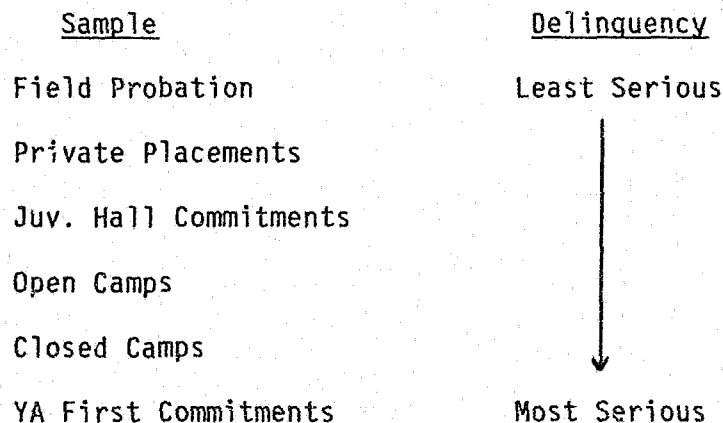 Sample Delinquency
Field Probation Least Serious
Private Placements
Juv. Hall Commitments
Open Camps
Closed Camps
YA First Commitments Most Serious